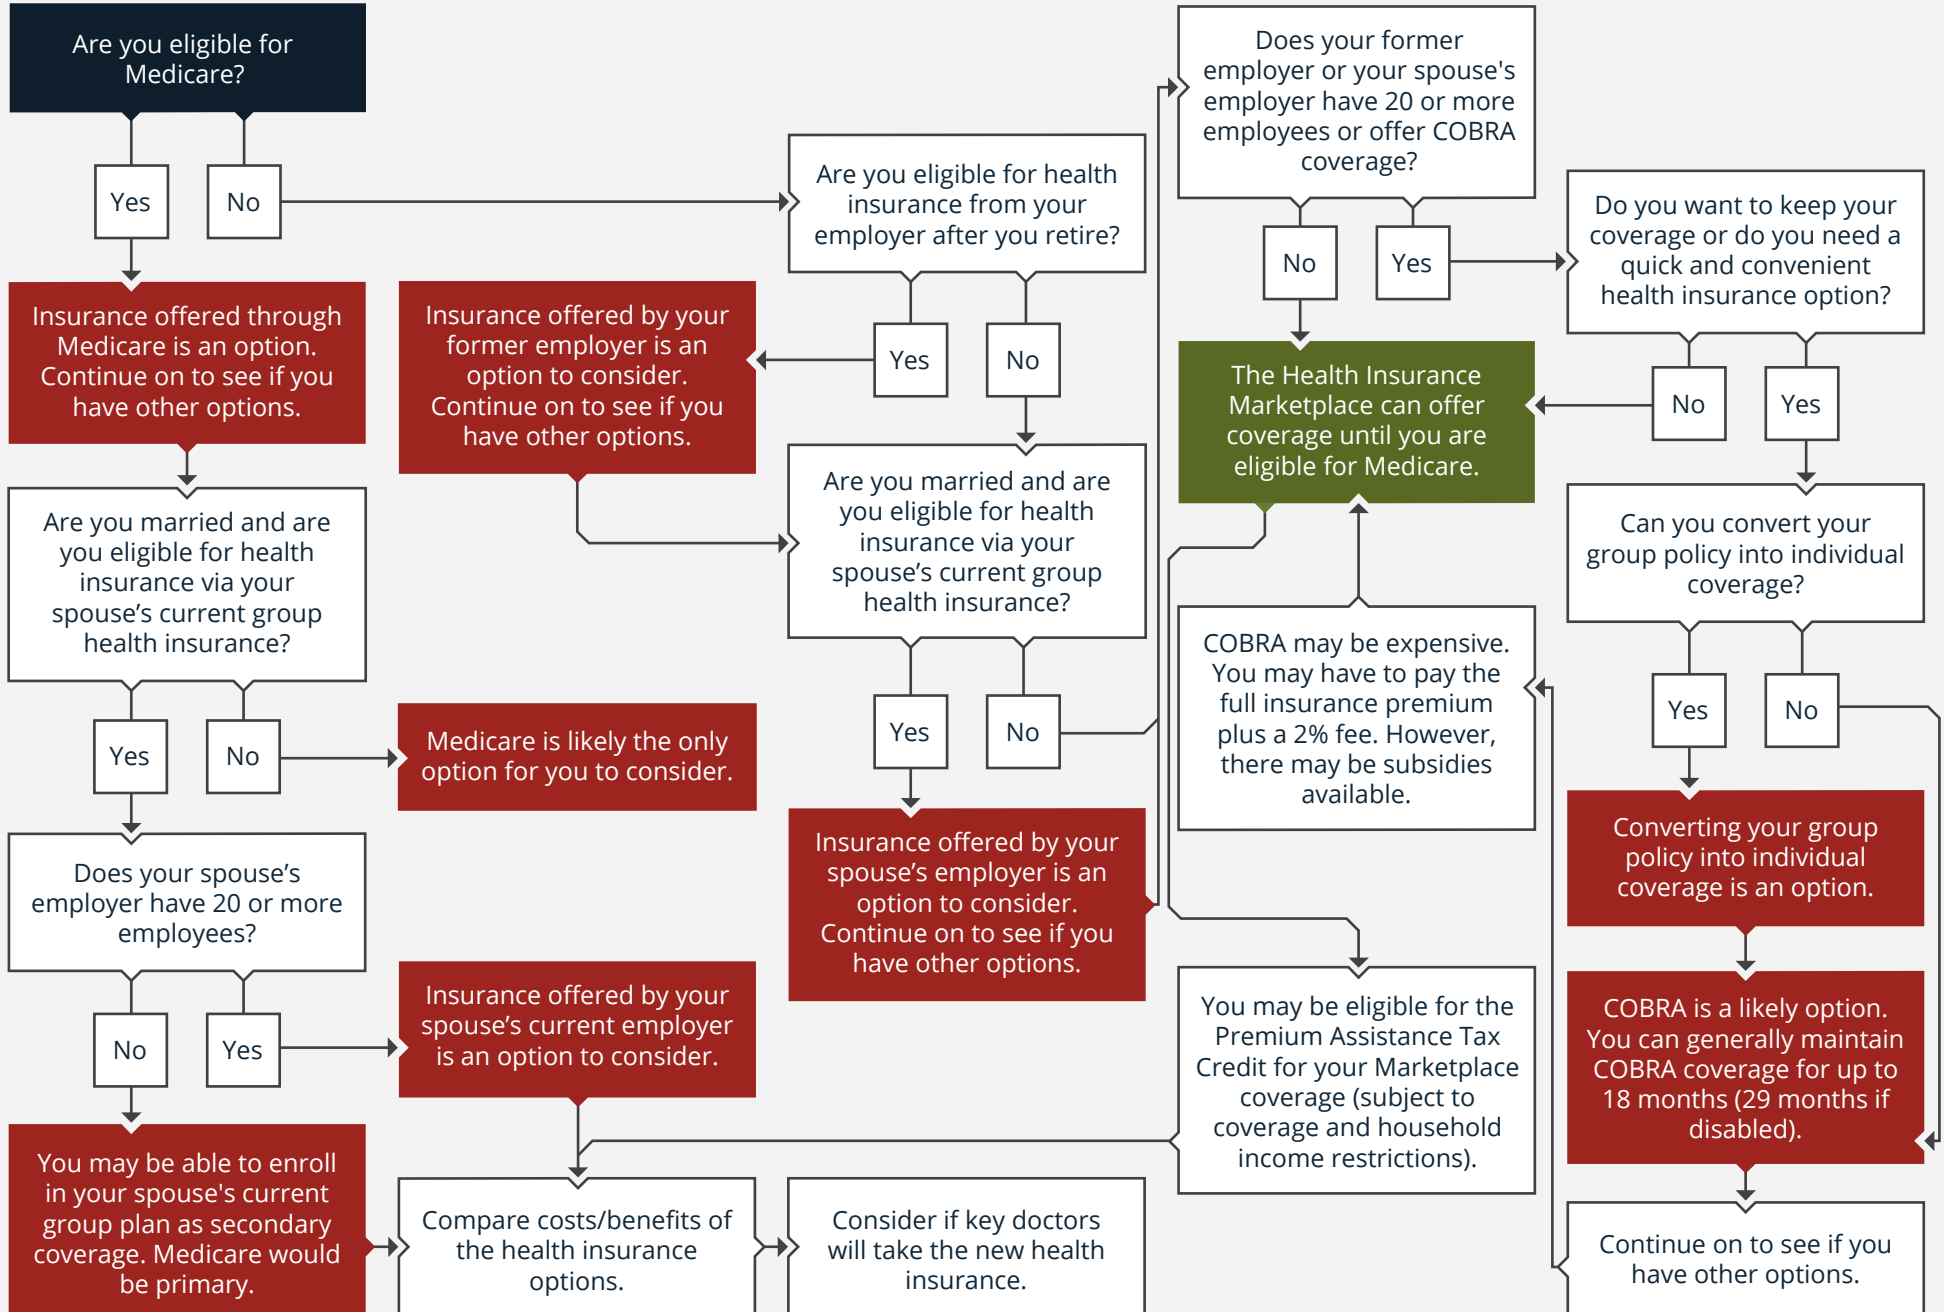 Are you eligible for
Medicare?
Yes
No
Insurance offered through
Medicare is an option.
Continue on to see if you
have other options.
Are you married and are
you eligible for health
insurance via your
spouse’s current group
health insurance?
Yes
No
Medicare is likely the only
option for you to consider.
Does your spouse’s
employer have 20 or more
employees?
No
Yes
Insurance offered by your
spouse’s current employer
is an option to consider.
You may be able to enroll
in your spouse's current
group plan as secondary
coverage. Medicare would
be primary.
Compare costs/benefits of
the health insurance
options.
Consider if key doctors
will take the new health
insurance.
Are you eligible for health
insurance from your
employer after you retire?
Yes
No
Insurance offered by your
former employer is an
option to consider.
Continue on to see if you
have other options.
Are you married and are
you eligible for health
insurance via your
spouse’s current group
health insurance?
Yes
No
Insurance offered by your
spouse’s employer is an
option to consider.
Continue on to see if you
have other options.
Does your former
employer or your spouse's
employer have 20 or more
employees or offer COBRA
coverage?
No
Yes
The Health Insurance
Marketplace can offer
coverage until you are
eligible for Medicare.
COBRA may be expensive.
You may have to pay the
full insurance premium
plus a 2% fee. However,
there may be subsidies
available.
You may be eligible for the
Premium Assistance Tax
Credit for your Marketplace
coverage (subject to
coverage and household
income restrictions).
Do you want to keep your
coverage or do you need a
quick and convenient
health insurance option?
No
Yes
Can you convert your
group policy into individual
coverage?
Yes
No
Converting your group
policy into individual
coverage is an option.
COBRA is a likely option.
You can generally maintain
COBRA coverage for up to
18 months (29 months if
disabled).
Continue on to see if you
have other options.